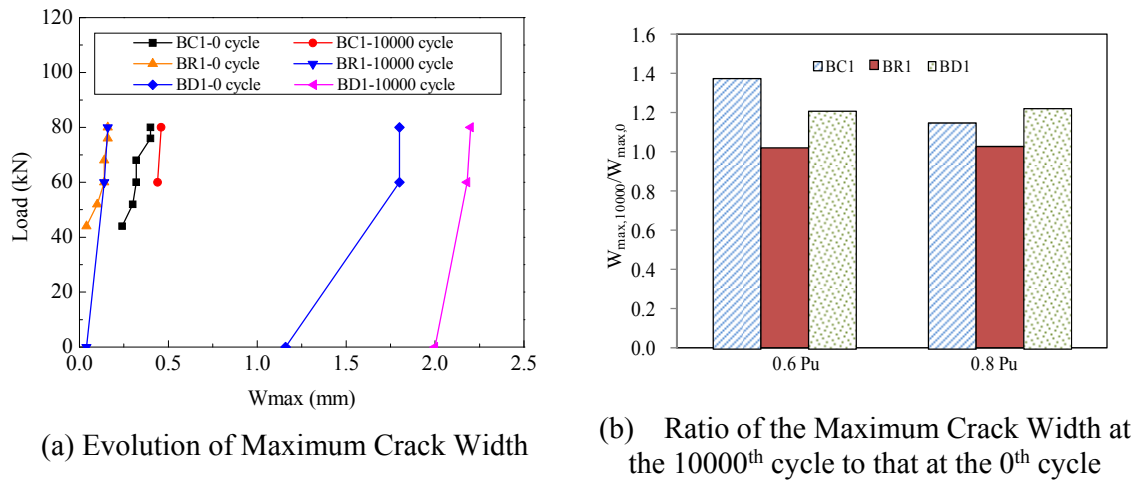 120
100
80
60
40
20
0
Load (kN)
BC1-0 cycle
BC1-10000 cycle
BR1-0 cycle
BR1-10000 cycle
BD1-0 cycle
BD1-10000 cycle
0.0 0.5 1.0 1.5 2.0 2.5
Wmax (mm)
(a) Evolution of Maximum Crack Width
1.6
1.4
1.2
1.0
0.8
0.6
0.4
0.2
0.0
Wmax,10000/Wmax,0
BC1 BR1 BD1
0.6 Pu 0.8 Pu
(b) Ratio of the Maximum Crack Width at
the 10000th cycle to that at the 0th cycle